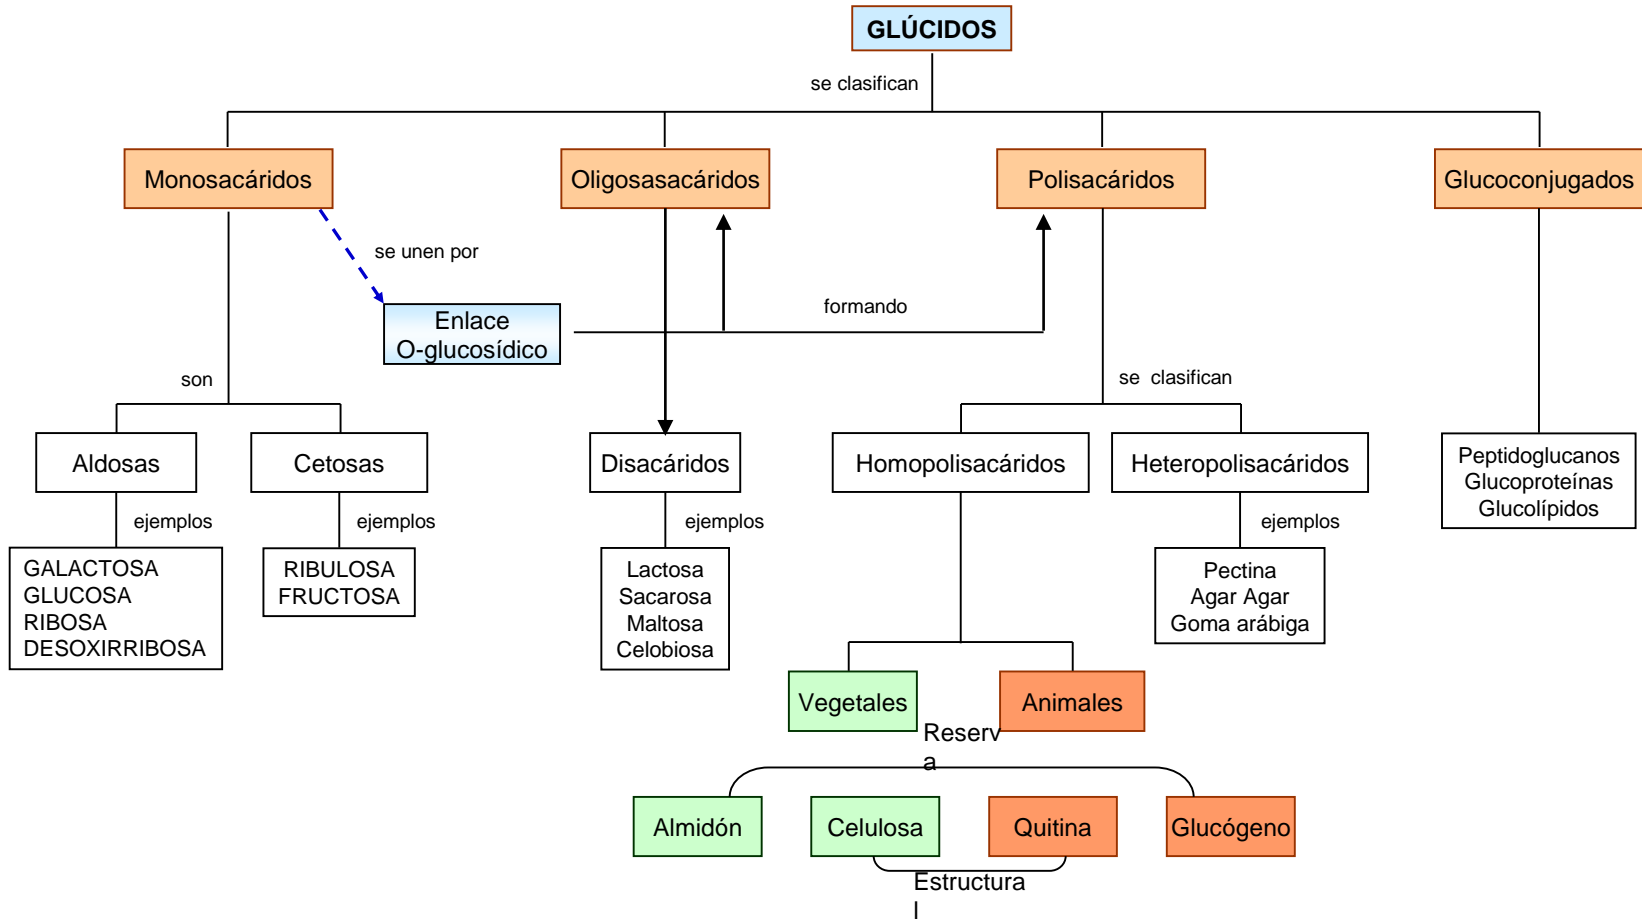 GLÚCIDOS
se clasifican
Monosacáridos
Oligosasacáridos
Polisacáridos
Glucoconjugados
se unen por
Enlace
O-glucosídico
formando
son
se clasifican
Aldosas
Cetosas
Disacáridos
Homopolisacáridos
Heteropolisacáridos
Peptidoglucanos
Glucoproteínas
Glucolípidos
ejemplos
ejemplos
ejemplos
ejemplos
GALACTOSA
GLUCOSA
RIBOSA
DESOXIRRIBOSA
RIBULOSA
FRUCTOSA
Lactosa
Sacarosa
Maltosa
Celobiosa
Pectina
Agar Agar
Goma arábiga
Vegetales
Animales
Reserv
a
Almidón
Celulosa
Quitina
Glucógeno
Estructura
l